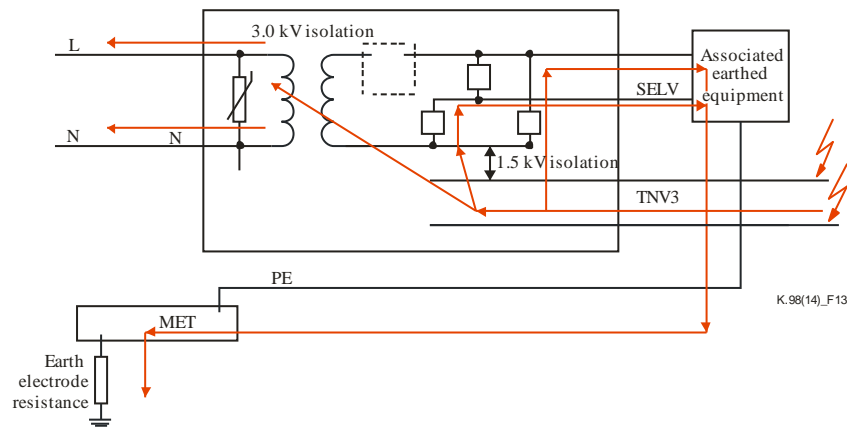 3.0 kV isolation
L
Associated
earthed
equipment
SELV
N
N
1.5 kV isolation
TNV3
PE
K.98(14)_F13
MET
Earth
electrode
resistance